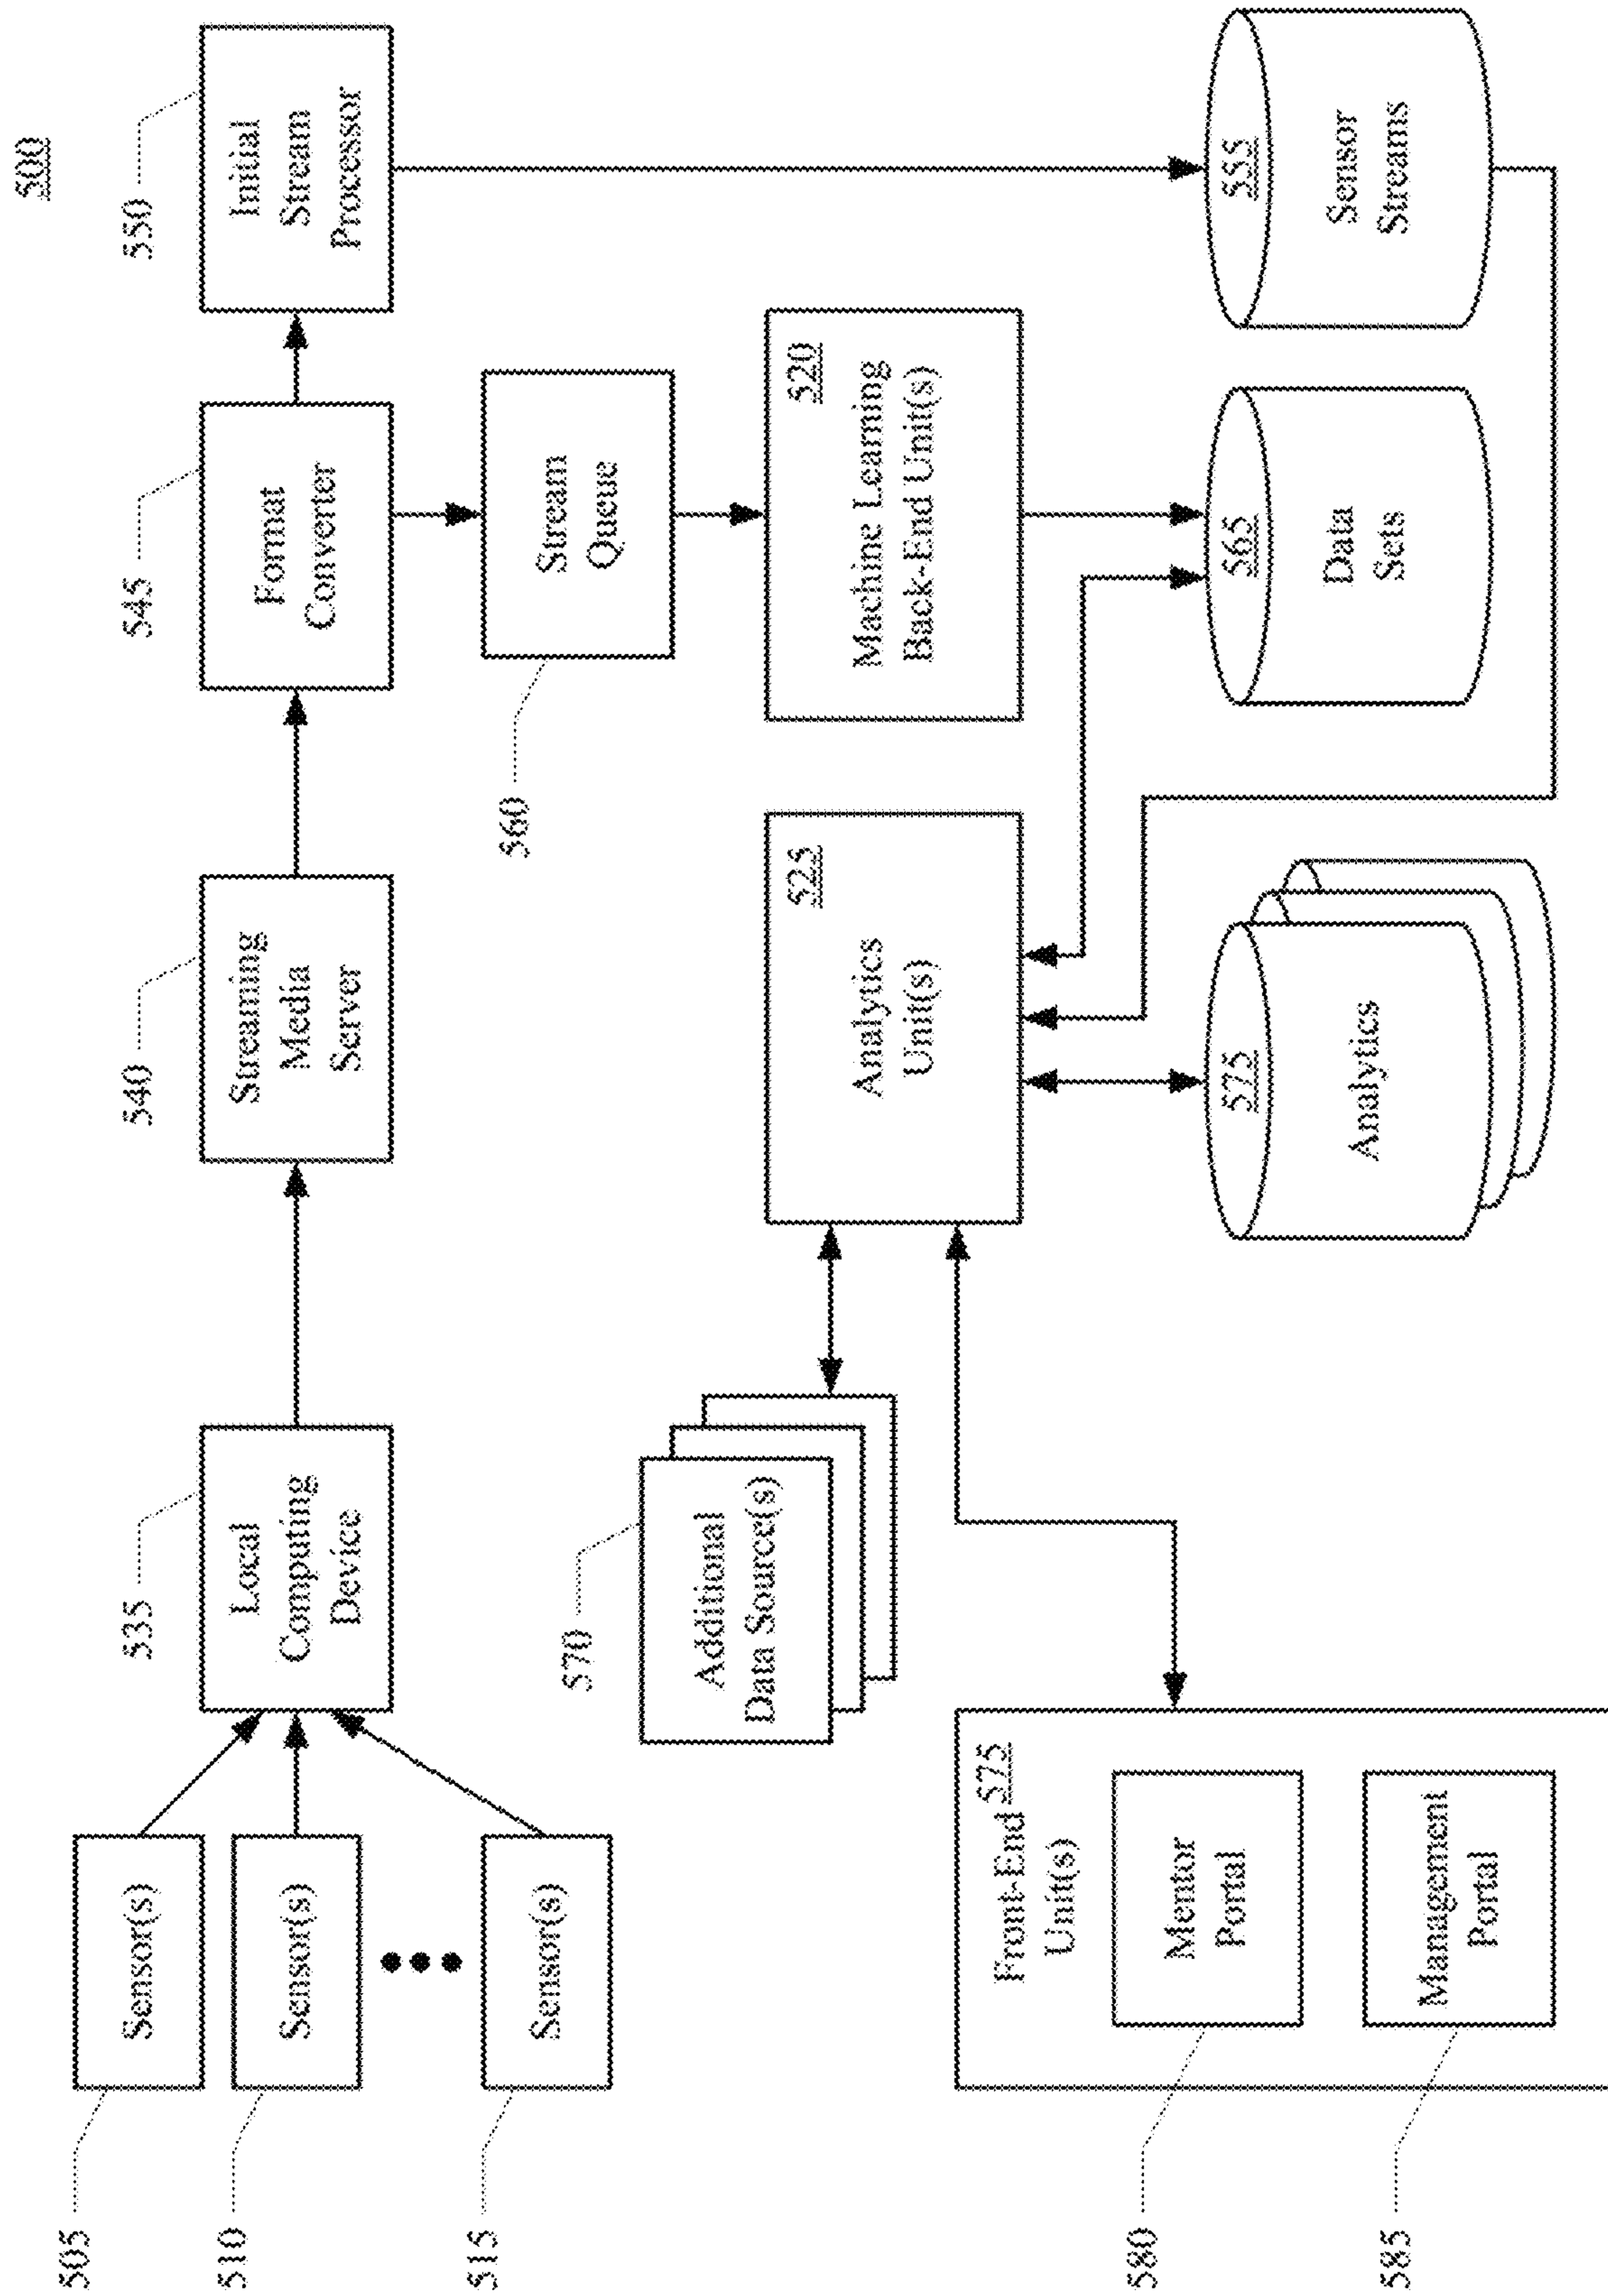 500
505
Sensor(s)
510
Sensor(s)
515
Sensor(s)
535
Local
Computing
Device
540
Streaming
Media
Server
545
Format
Converter
550
Initial
Stream
Processor
560
Stream
Queue
570
Additional
Data Source(s)
525
Analytics
Unit(s)
520
Machine Learning
Back-End Unit(s)
Front-End 575
Unit(s)
580
Mentor
Portal
585
Management
Portal
575
Analytics
565
Data
Sets
555
Sensor
Streams